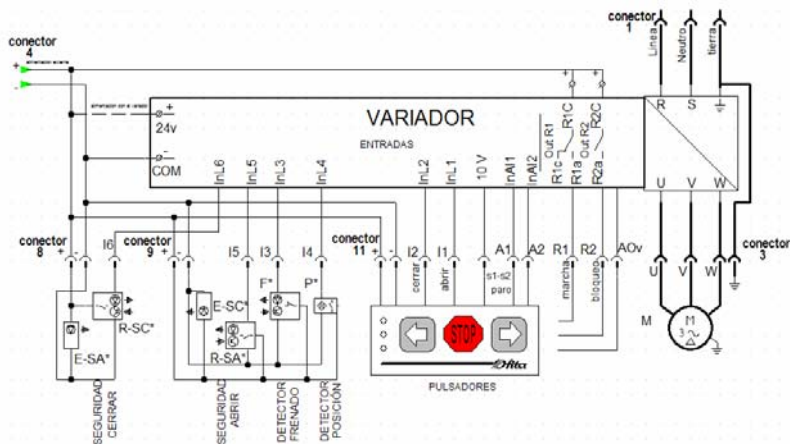 conector
1
Linea
Neutro
tierra
conector
4
+
-
+
24v
-
COM
VARIADOR
ENTRADAS
Out R1
R1C
Out R2
R2C
R S
InL6
InL5
InL3
InL4
InL2
InL1
10 V
InAI1
InAI2
R1c
R1a
R2a
U V W
conector
8
+ -
I6
conector
9
+ -
I5
I3
I4
conector
11
+ -
I2
cerrar
I1
abrir
s1-s2
paro
A1
A2
R1
marcha
R2
bloqueo
AOv
conector
3
U V W
F*
P*
E-SC*
R-SC*
E-SA*
R-SA*
STOP
M
M
3
PULSADORES
SEGURIDAD
CERRAR
SEGURIDAD
ABRIR
DETECTOR
FRENADO
DETECTOR
POSICIÓN